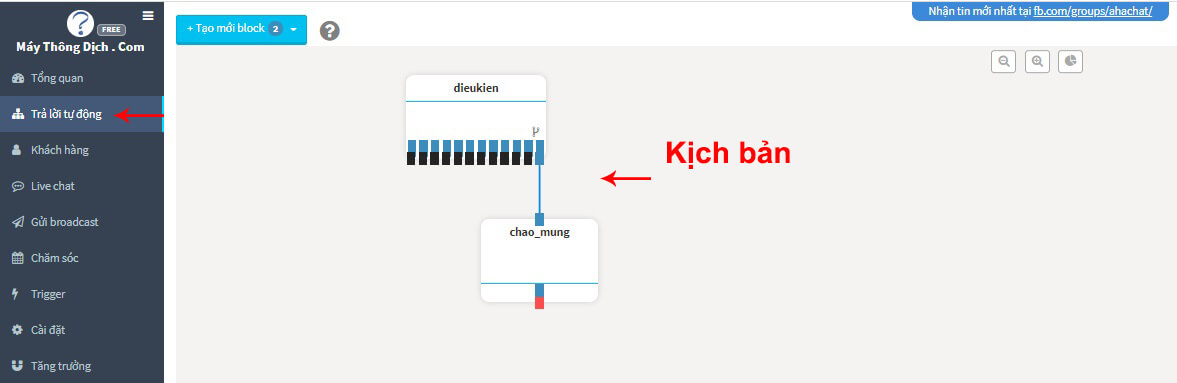 ?
FREE
Máy Thông Dịch . Com
Tổng quan
Trả lời tự động
Khách hàng
Live chat
Gửi broadcast
Chăm sóc
Trigger
Cài đặt
Tăng trưởng
+ Tạo mới block 2
?
Nhận tin mới nhất tại fb.com/groups/ahachat/
dieukien
Kịch bản
chao_mung